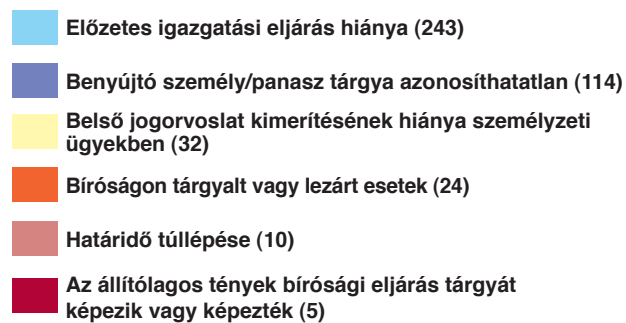 Előzetes igazgatási eljárás hiánya (243)
Benyújtó személy/panasz tárgya azonosíthatatlan (114)
Belső jogorvoslat kimerítésének hiánya személyzeti
ügyekben (32)
Bíróságon tárgyalt vagy lezárt esetek (24)
Határidő túllépése (10)
Az állítólagos tények bírósági eljárás tárgyát
képezik vagy képezték (5)